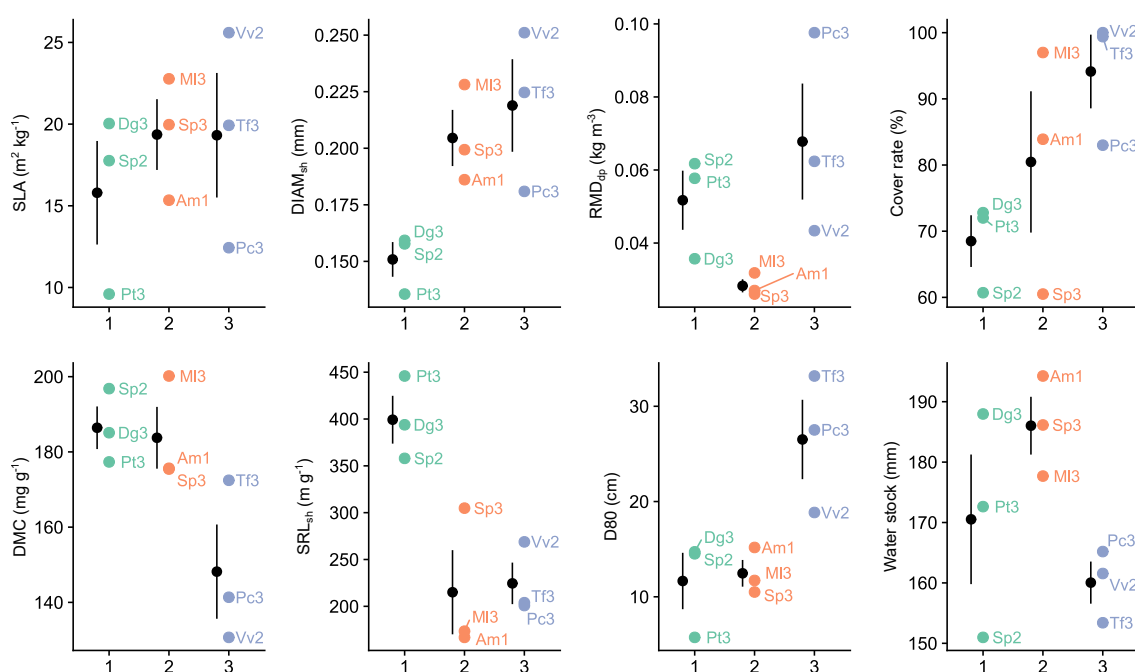 SLA (m² kg⁻¹)
25
20
15
10
Vv2
Ml3
Dg3
Sp3
Tf3
Sp2
Am1
Pc3
Pt3
1 2 3
DIAMsh (mm)
0.250
0.225
0.200
0.175
0.150
Vv2
Ml3
Tf3
Sp3
Am1
Pc3
Dg3
Sp2
Pt3
1 2 3
RMDdp (kg m⁻³)
0.10
0.08
0.06
0.04
Pc3
Sp2
Tf3
Pt3
Vv2
Dg3
Ml3
Am1
Sp3
1 2 3
Cover rate (%)
100
90
80
70
60
Vv2
Tf3
Ml3
Am1
Pc3
Dg3
Pt3
Sp2
Sp3
1 2 3
DMC (mg g⁻¹)
200
180
160
140
Ml3
Sp2
Dg3
Am1
Pt3
Sp3
Tf3
Pc3
Vv2
1 2 3
SRLsh (m g⁻¹)
450
400
350
300
250
200
Pt3
Dg3
Sp2
Sp3
Vv2
Tf3
Ml3
Pc3
Am1
1 2 3
D80 (cm)
30
20
10
Tf3
Pc3
Vv2
Dg3
Am1
Sp2
Ml3
Sp3
Pt3
1 2 3
Water stock (mm)
190
180
170
160
150
Am1
Dg3
Sp3
Ml3
Pt3
Pc3
Vv2
Tf3
Sp2
1 2 3